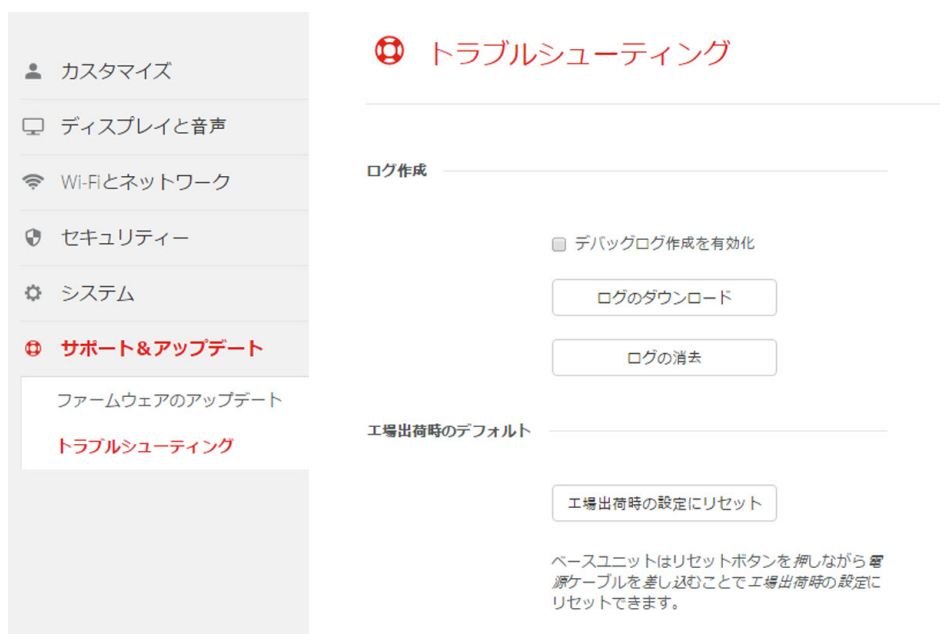 カスタマイズ
ディスプレイと音声
Wi-Fiとネットワーク
セキュリティー
システム
サポート&アップデート
ファームウェアのアップデート
トラブルシューティング
トラブルシューティング
ログ作成
デバッグログ作成を有効化
ログのダウンロード
ログの消去
工場出荷時のデフォルト
工場出荷時の設定にリセット
ベースユニットはリセットボタンを押しながら電
源ケーブルを差し込むことで工場出荷時の設定に
リセットできます。